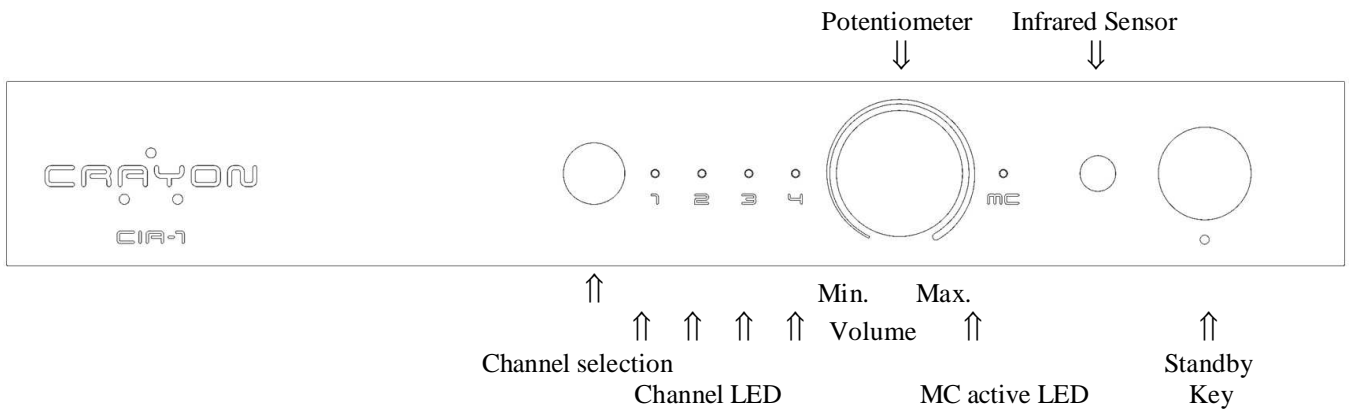 Potentiometer Infrared Sensor
CRAYON
1 2 3 4 MC
CIA-1
Min. Max.
Volume
Channel selection Standby
Channel LED MC active LED Key